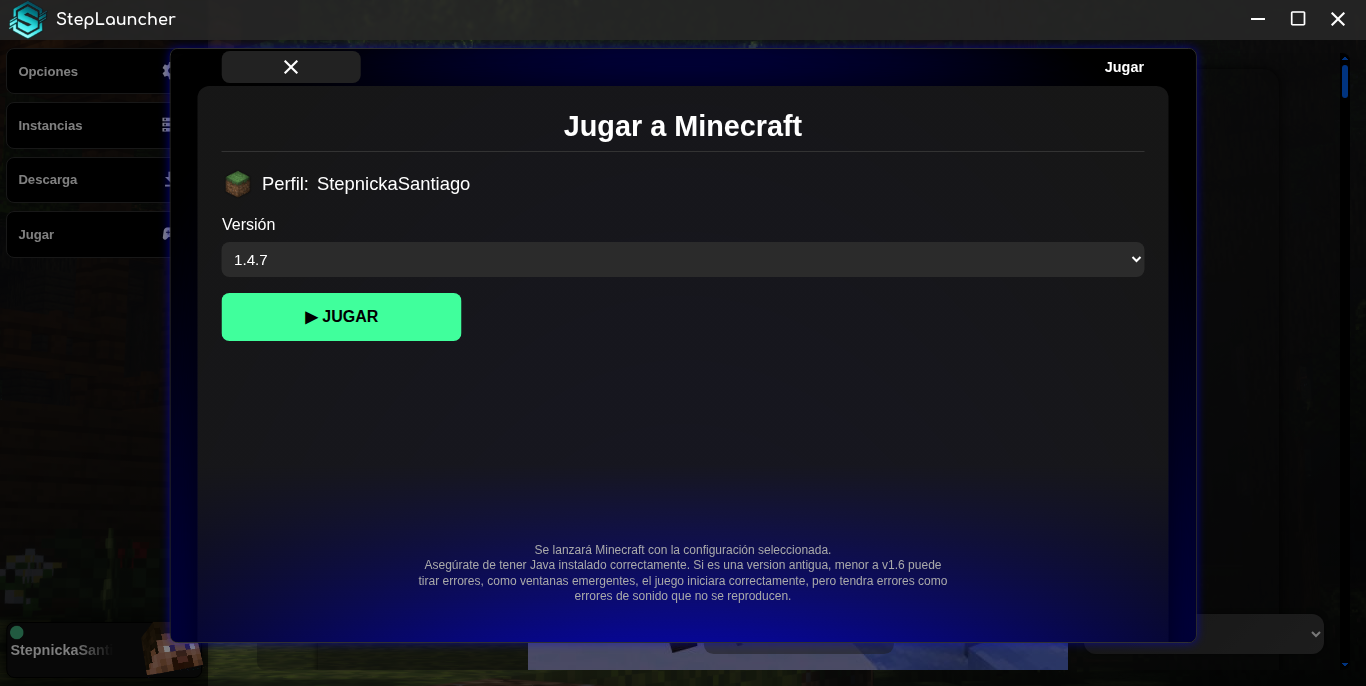 StepLauncher
Opciones
Instancias
Descarga
Jugar
Jugar
Jugar a Minecraft
Perfil: StepnickaSantiago
Versión
1.4.7
▶ JUGAR
Se lanzará Minecraft con la configuración seleccionada.
Asegúrate de tener Java instalado correctamente. Si es una version antigua, menor a v1.6 puede
tirar errores, como ventanas emergentes, el juego iniciara correctamente, pero tendra errores como
errores de sonido que no se reproducen.
StepnickaSanti